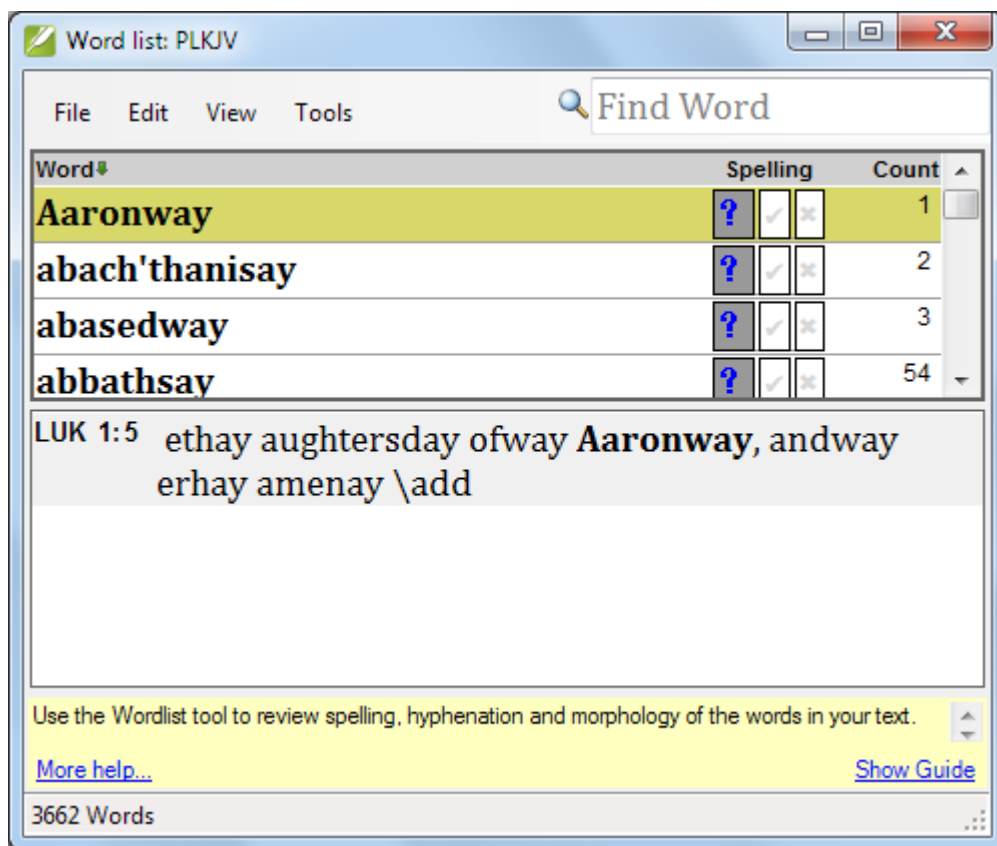 Word list: PLKJV
File Edit View Tools Find Word
Word Spelling Count
Aaronway ? ✔ ✖ 1
abach'thanisay ? ✔ ✖ 2
abasedway ? ✔ ✖ 3
abbathsay ? ✔ ✖ 54
LUK 1:5 ethay aughtersday ofway Aaronway, andway
erhay amenay \add
Use the Wordlist tool to review spelling, hyphenation and morphology of the words in your text.
More help... Show Guide
3662 Words